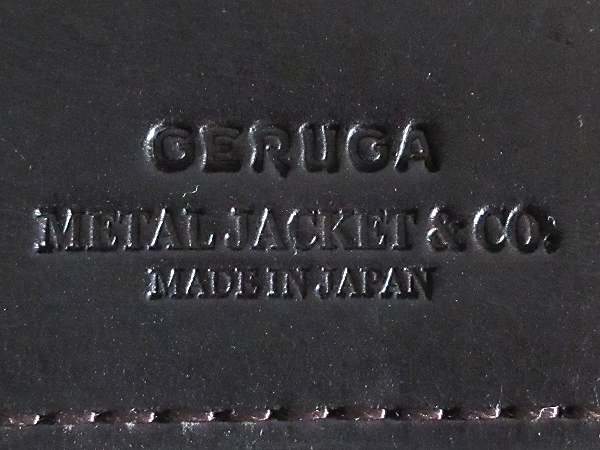 GERUGA
METAL JACKET & CO.
MADE IN JAPAN